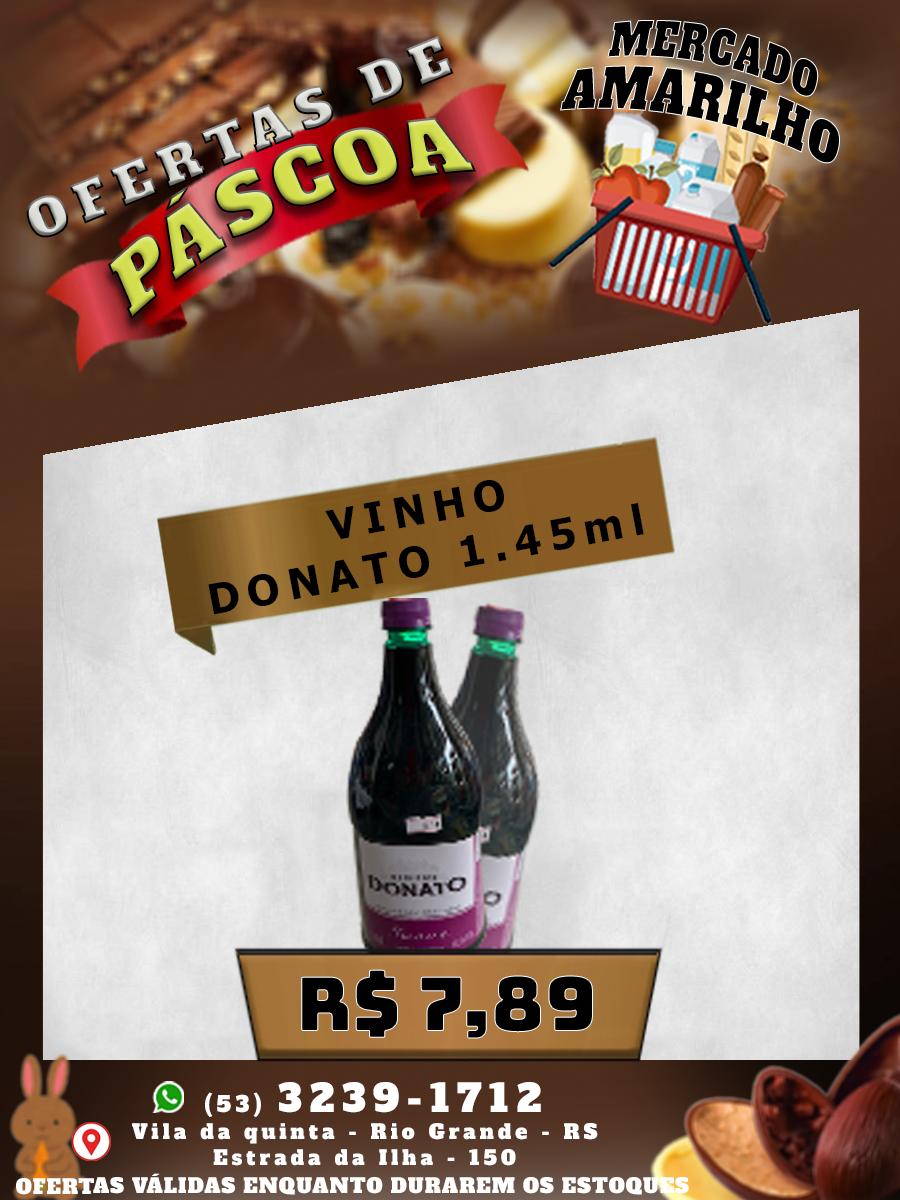 OFERTAS DE
PÁSCOA
MERCADO
AMARILHO
VINHO
DONATO 1.45ml
DONATO
Suave
R$ 7,89
(53) 3239-1712
Vila da quinta - Rio Grande - RS
Estrada da Ilha - 150
OFERTAS VÁLIDAS ENQUANTO DURAREM OS ESTOQUES